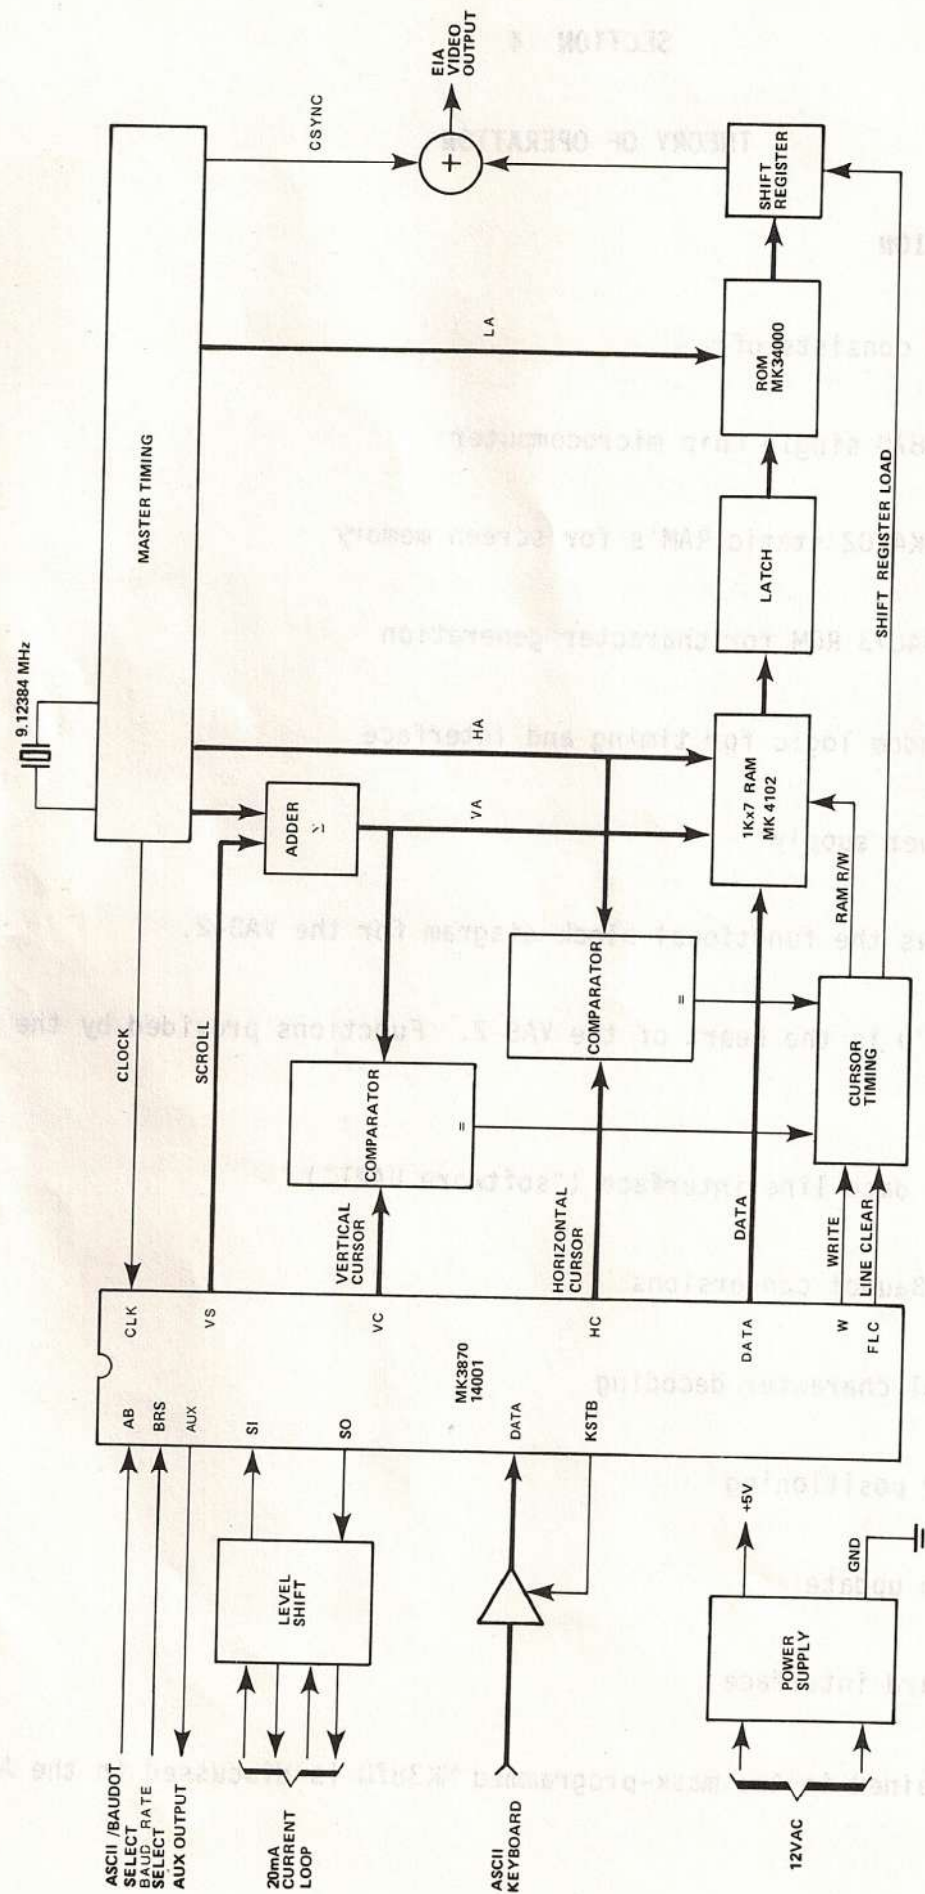 EIA
VIDEO
OUTPUT
CSYNC
MASTER TIMING
9.12384 MHz
SHIFT
REGISTER
LA
ROM
MK34000
SHIFT REGISTER LOAD
LATCH
HA
VA
ADDER
Σ
1Kx7 RAM
MK 4102
RAM R/W
CLOCK
SCROLL
COMPARATOR
=
COMPARATOR
=
CURSOR
TIMING
VERTICAL
CURSOR
HORIZONTAL
CURSOR
DATA
WRITE
LINE CLEAR
CLK
VS
VC
HC
DATA
W
FLC
MK3870
14001
AB
BRS
AUX
SI
SO
DATA
KSTB
LEVEL
SHIFT
+5V
GND
POWER
SUPPLY
ASCII /BAUDOT
SELECT
BAUD RATE
SELECT
AUX OUTPUT
20mA
CURRENT
LOOP
ASCII
KEYBOARD
12VAC
SECTION 4
THEORY OF OPERATION
consists of
single chip microcomputer
static RAM's for screen memory
ROM for character generation
logic for timing and interface
supply
the functional block diagram for the VAB-2.
is the heart of the VAB-2. Functions provided by the
line interface ("software
conversions
character decoding
positioning
update
interface
mask-programmed
discussed in the